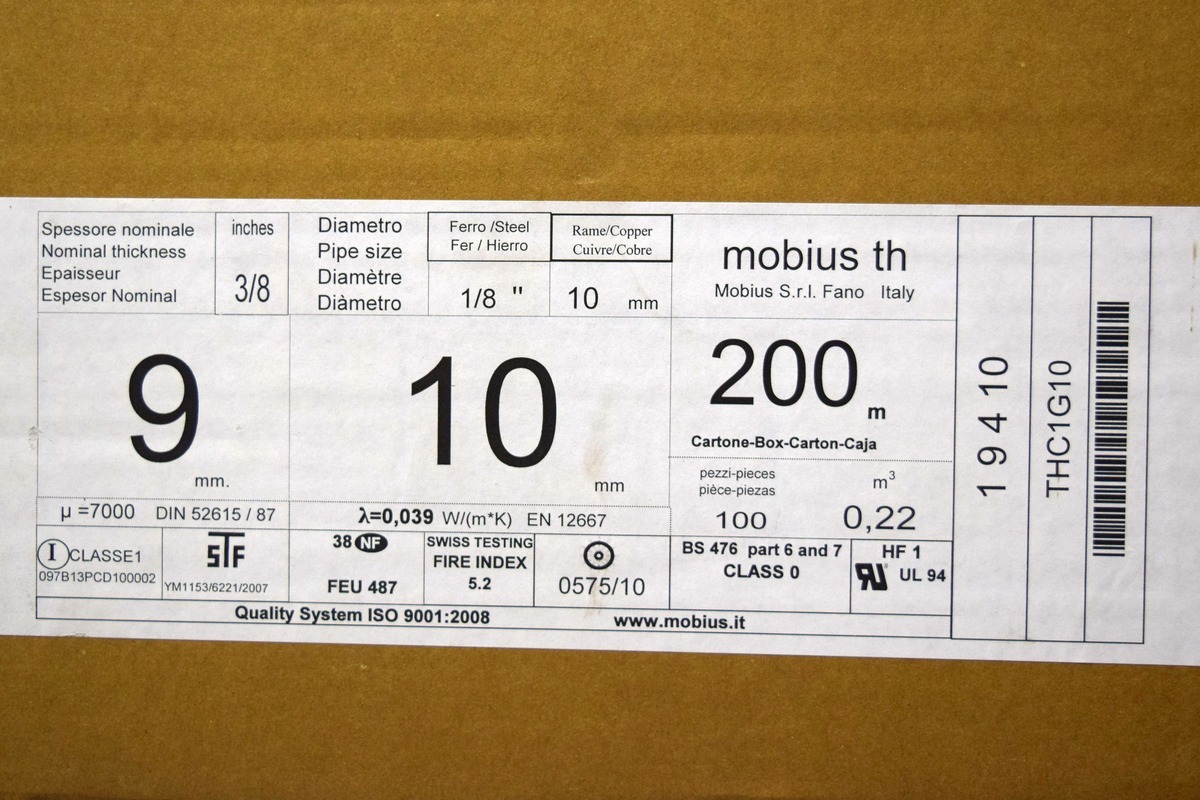 Spessore nominale
Nominal thickness
Epaisseur
Espesor Nominal
inches
3/8
Diametro
Pipe size
Diamètre
Diàmetro
Ferro /Steel
Fer / Hierro
1/8 "
Rame/Copper
Cuivre/Cobre
10 mm
mobius th
Mobius S.r.l. Fano Italy
9
mm.
10
mm
200 m
Cartone-Box-Carton-Caja
pezzi-pieces
pièce-piezas
100
m³
0,22
µ =7000 DIN 52615 / 87
λ=0,039 W/(m*K) EN 12667
I CLASSE1
097B13PCD100002
STF
YM1153/6221/2007
38 NF
FEU 487
SWISS TESTING
FIRE INDEX
5.2
0575/10
BS 476 part 6 and 7
CLASS 0
HF 1
UL 94
Quality System ISO 9001:2008
www.mobius.it
19410
THC1G10